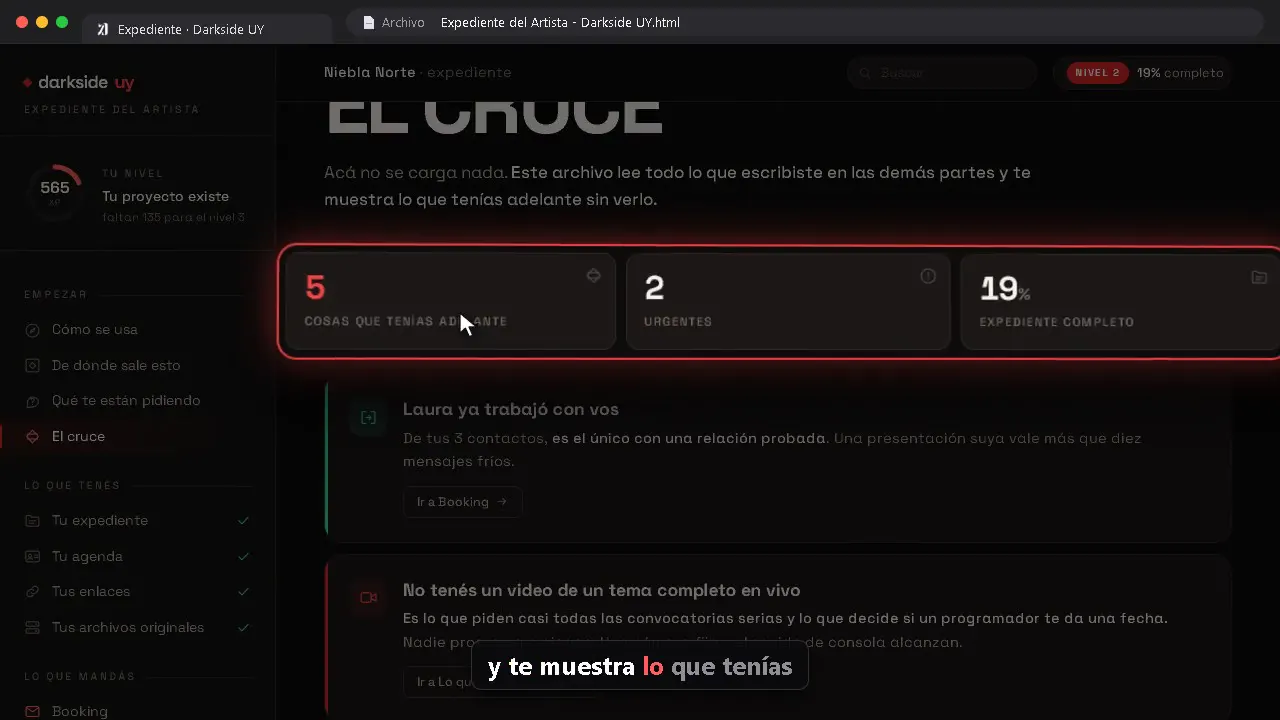 Expediente · Darkside UY
Archivo Expediente del Artista - Darkside UY.html
darkside uy
EXPEDIENTE DEL ARTISTA
565
XP
TU NIVEL
Tu proyecto existe
faltan 135 para el nivel 3
EMPEZAR
Cómo se usa
De dónde sale esto
Qué te están pidiendo
El cruce
LO QUE TENÉS
Tu expediente
Tu agenda
Tus enlaces
Tus archivos originales
LO QUE MANDÁS
Booking
Niebla Norte · expediente
Buscar
NIVEL 2 19% completo
EL CRUCE
Acá no se carga nada. Este archivo lee todo lo que escribiste en las demás partes y te
muestra lo que tenías adelante sin verlo.
5
COSAS QUE TENÍAS ADELANTE
2
URGENTES
19%
EXPEDIENTE COMPLETO
Laura ya trabajó con vos
De tus 3 contactos, es el único con una relación probada. Una presentación suya vale más que diez
mensajes fríos.
Ir a Booking →
No tenés un video de un tema completo en vivo
Es lo que piden casi todas las convocatorias serias y lo que decide si un programador te da una fecha.
Nadie
de consola alcanzan.
Ir a Lo
y te muestra lo que tenías